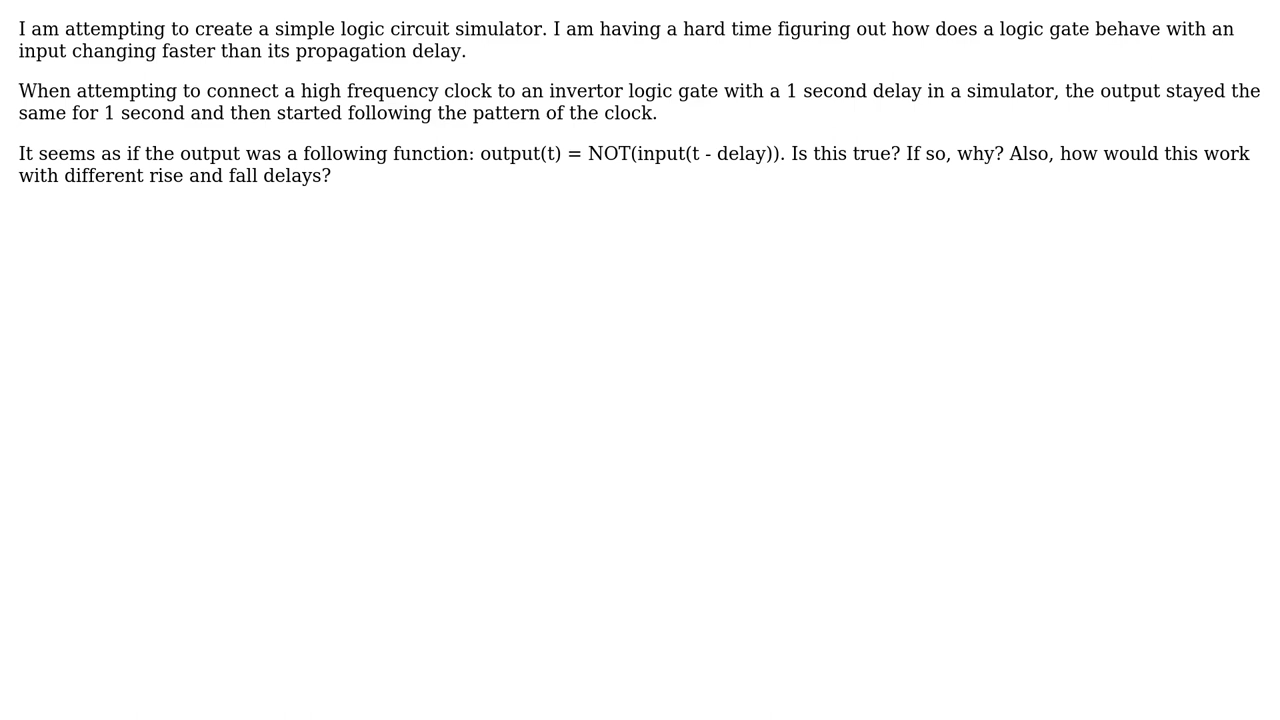 I am attempting to create a simple logic circuit simulator. I am having a hard time figuring out how does a logic gate behave with an
input changing faster than its propagation delay.
When attempting to connect a high frequency clock to an invertor logic gate with a 1 second delay in a simulator, the output stayed the
same for 1 second and then started following the pattern of the clock.
It seems as if the output was a following function: output(t) = NOT(input(t - delay)). Is this true? If so, why? Also, how would this work
with different rise and fall delays?